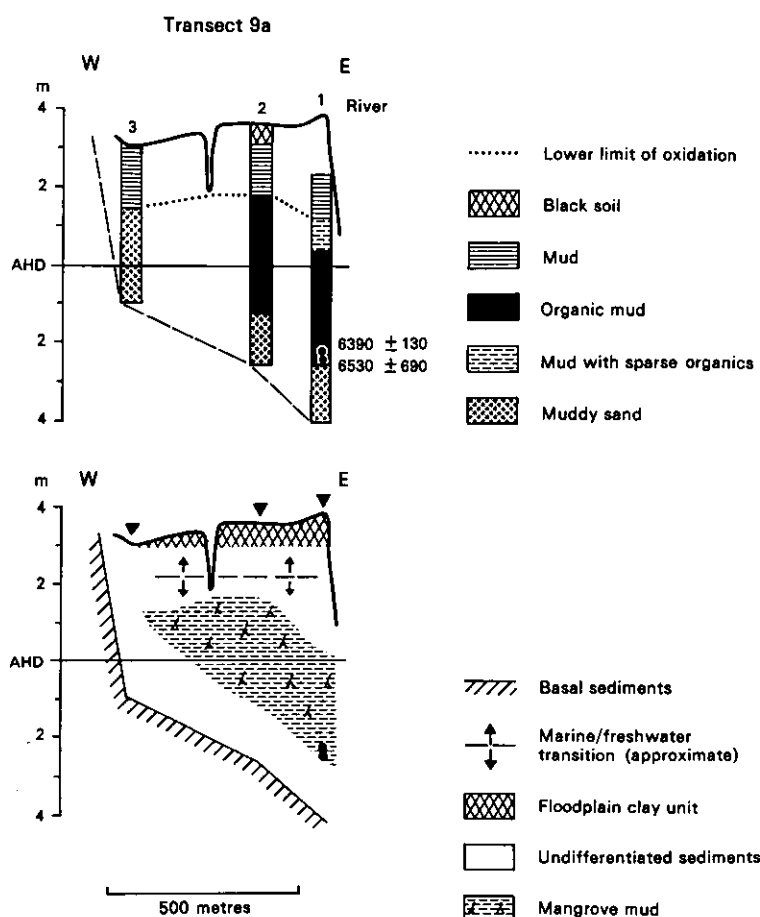 Transect 9a
W
E
m
4
2
AHD
2
4
3
2
1
River
6390 ± 130
6530 ± 690
Lower limit of oxidation
Black soil
Mud
Organic mud
Mud with sparse organics
Muddy sand
W
E
m
4
2
AHD
2
4
500 metres
Basal sediments
Marine/freshwater
transition (approximate)
Floodplain clay unit
Undifferentiated sediments
Mangrove mud